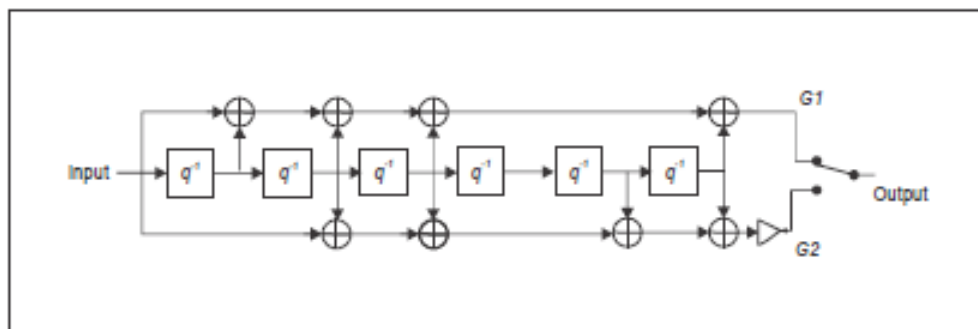 G1
Input
q⁻¹ q⁻¹ q⁻¹ q⁻¹ q⁻¹ q⁻¹
Output
G2